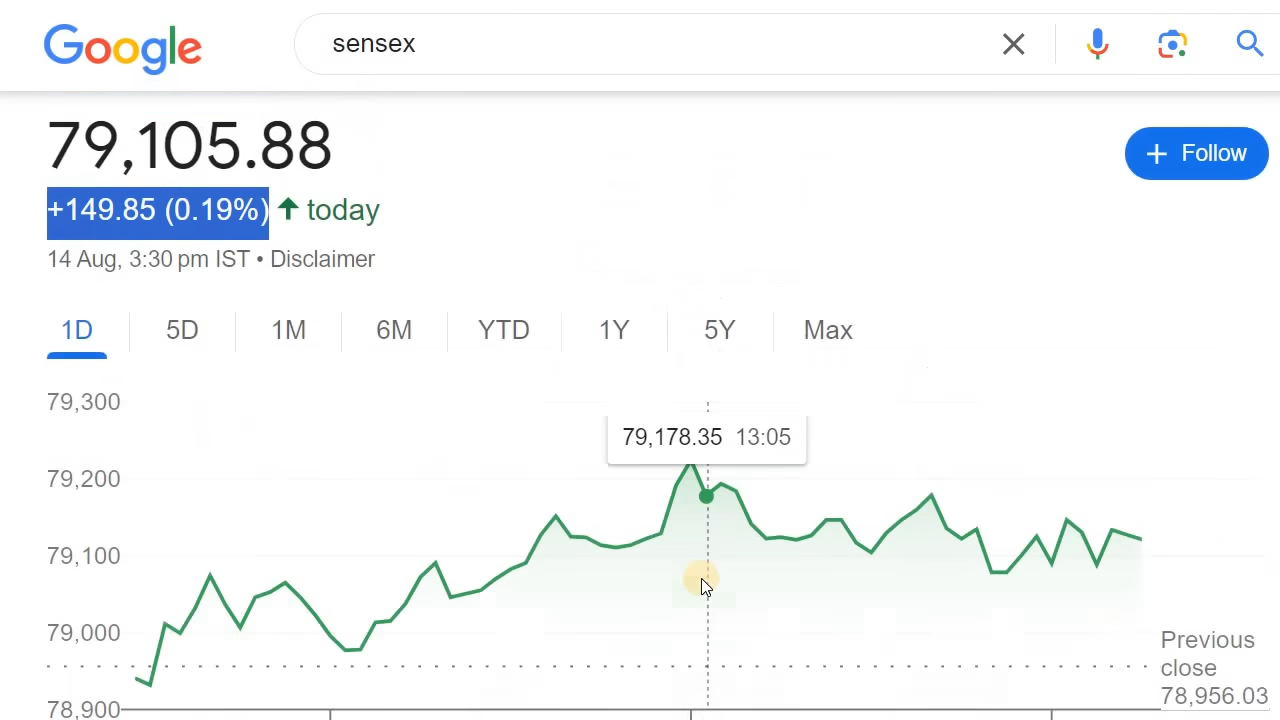 Google
sensex
79,105.88
+ Follow
+149.85 (0.19%) today
14 Aug, 3:30 pm IST • Disclaimer
1D 5D 1M 6M YTD 1Y 5Y Max
79,300
79,178.35 13:05
79,200
79,100
79,000
Previous
close
78,956.03
78,900